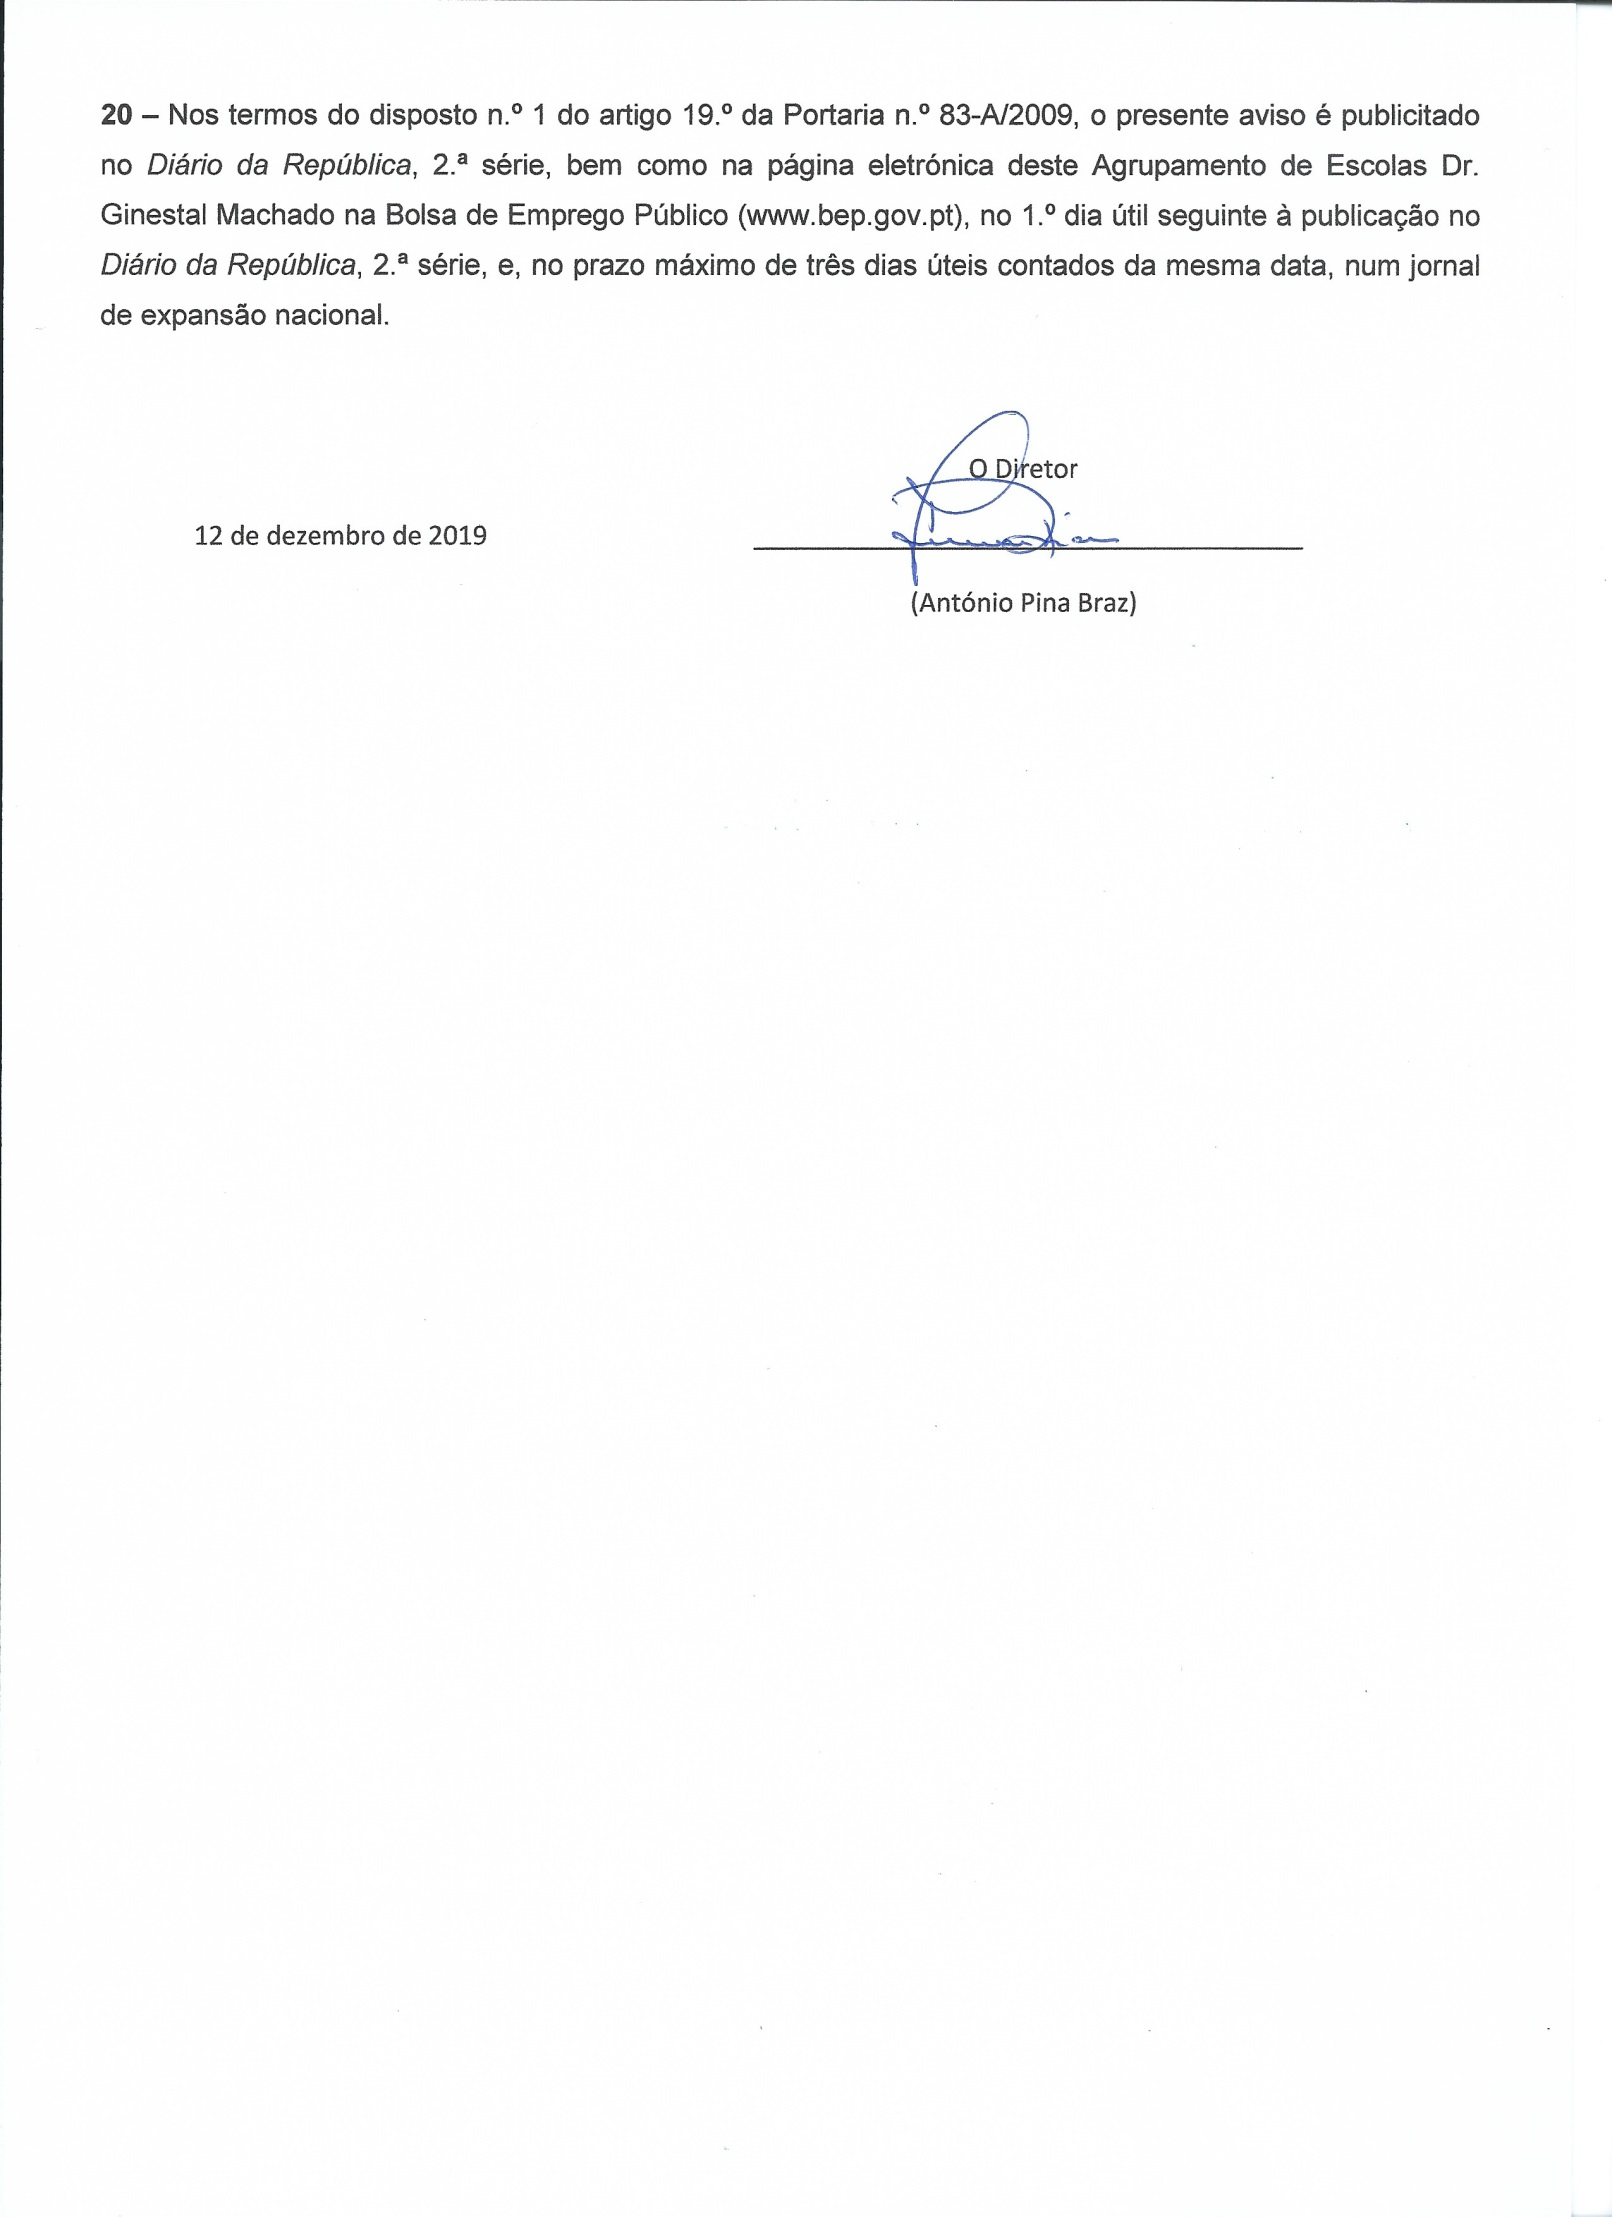 20 – Nos termos do disposto n.º 1 do artigo 19.º da Portaria n.º 83-A/2009, o presente aviso é publicitado
no Diário da República, 2.ª série, bem como na página eletrónica deste Agrupamento de Escolas Dr.
Ginestal Machado na Bolsa de Emprego Público (www.bep.gov.pt), no 1.º dia útil seguinte à publicação no
Diário da República, 2.ª série, e, no prazo máximo de três dias úteis contados da mesma data, num jornal
de expansão nacional.
O Diretor
12 de dezembro de 2019
(António Pina Braz)